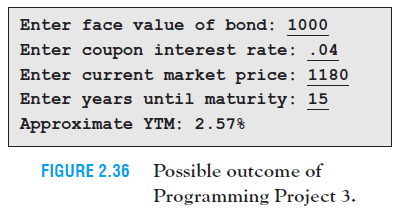 Enter face value of bond: 1000
Enter coupon interest rate: .04
Enter current market price: 1180
Enter years until maturity: 15
Approximate YTM: 2.57%
FIGURE 2.36 Possible outcome of
Programming Project 3.